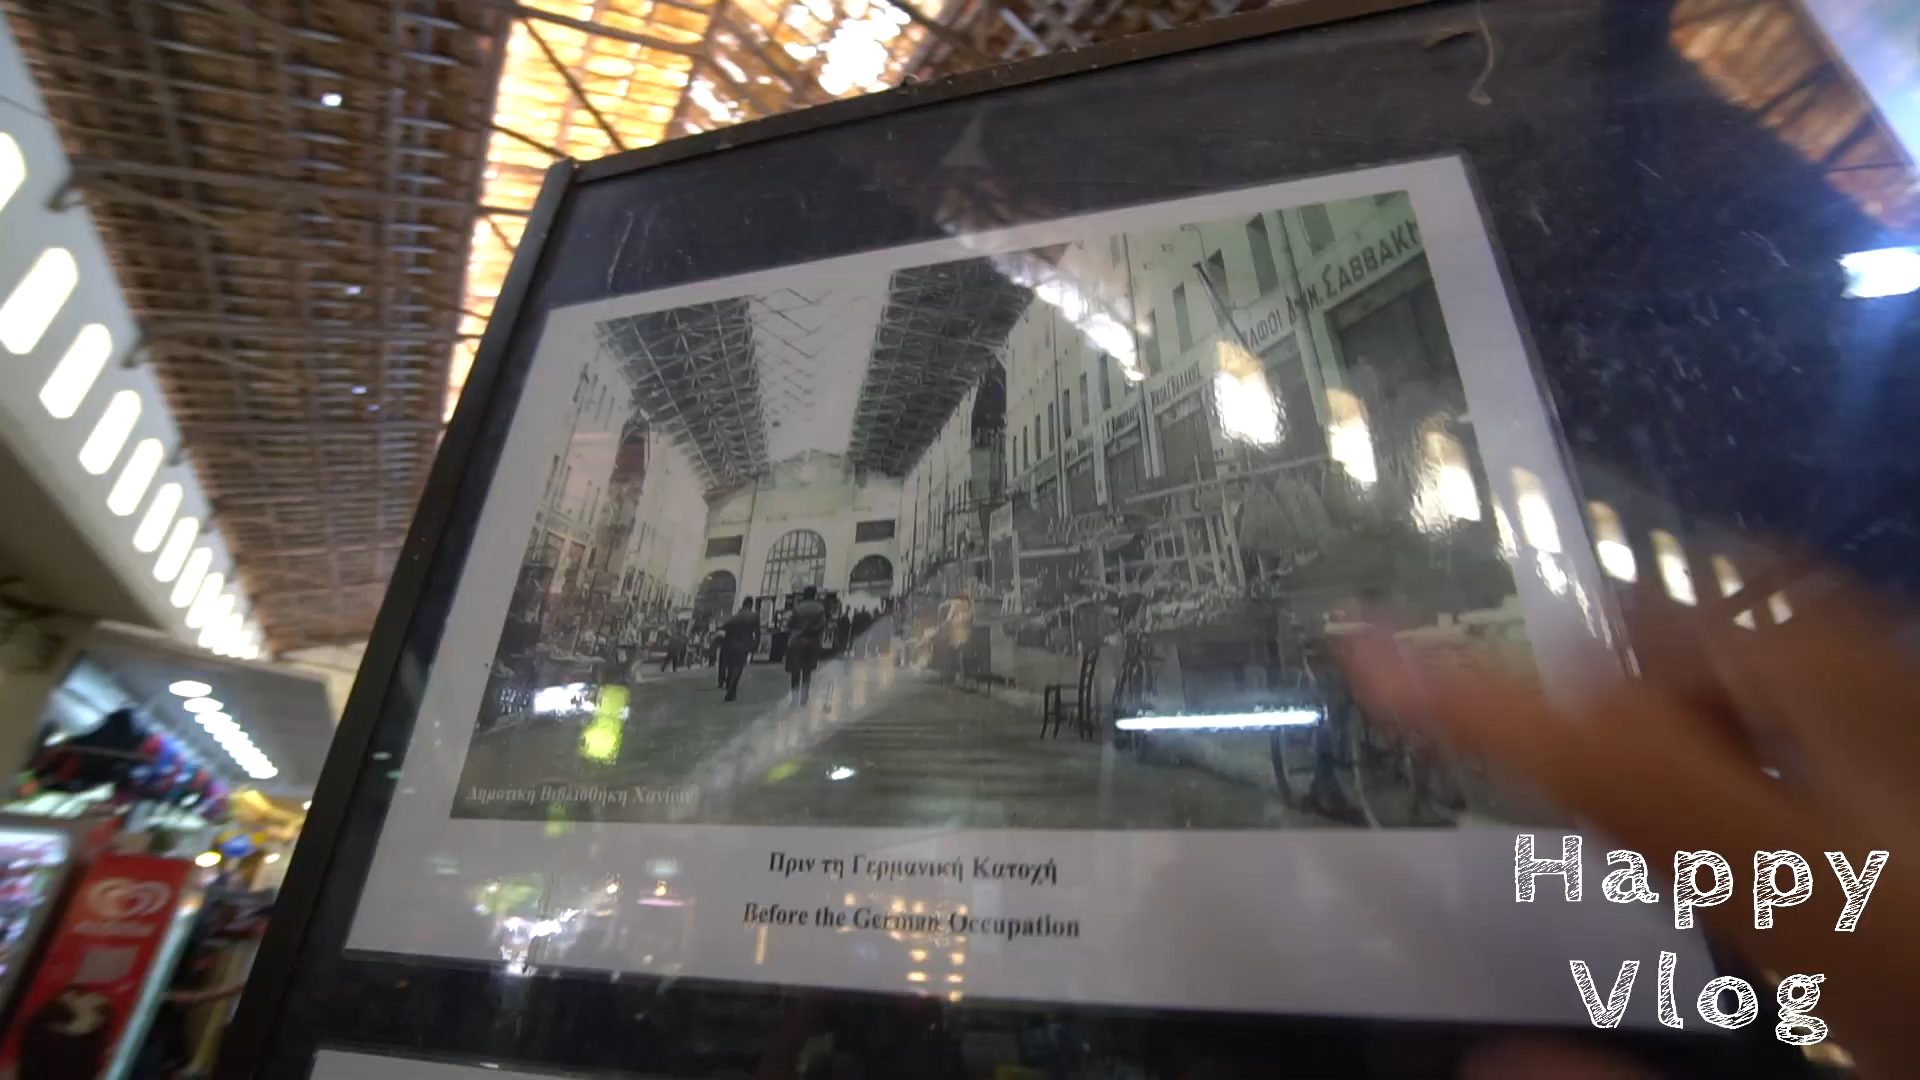 ΣΑΒΒΑΚΗ
Δημοτική Βιβλιοθήκη Χανίων
Πριν τη Γερμανική Κατοχή
Before the German Occupation
Happy
Vlog